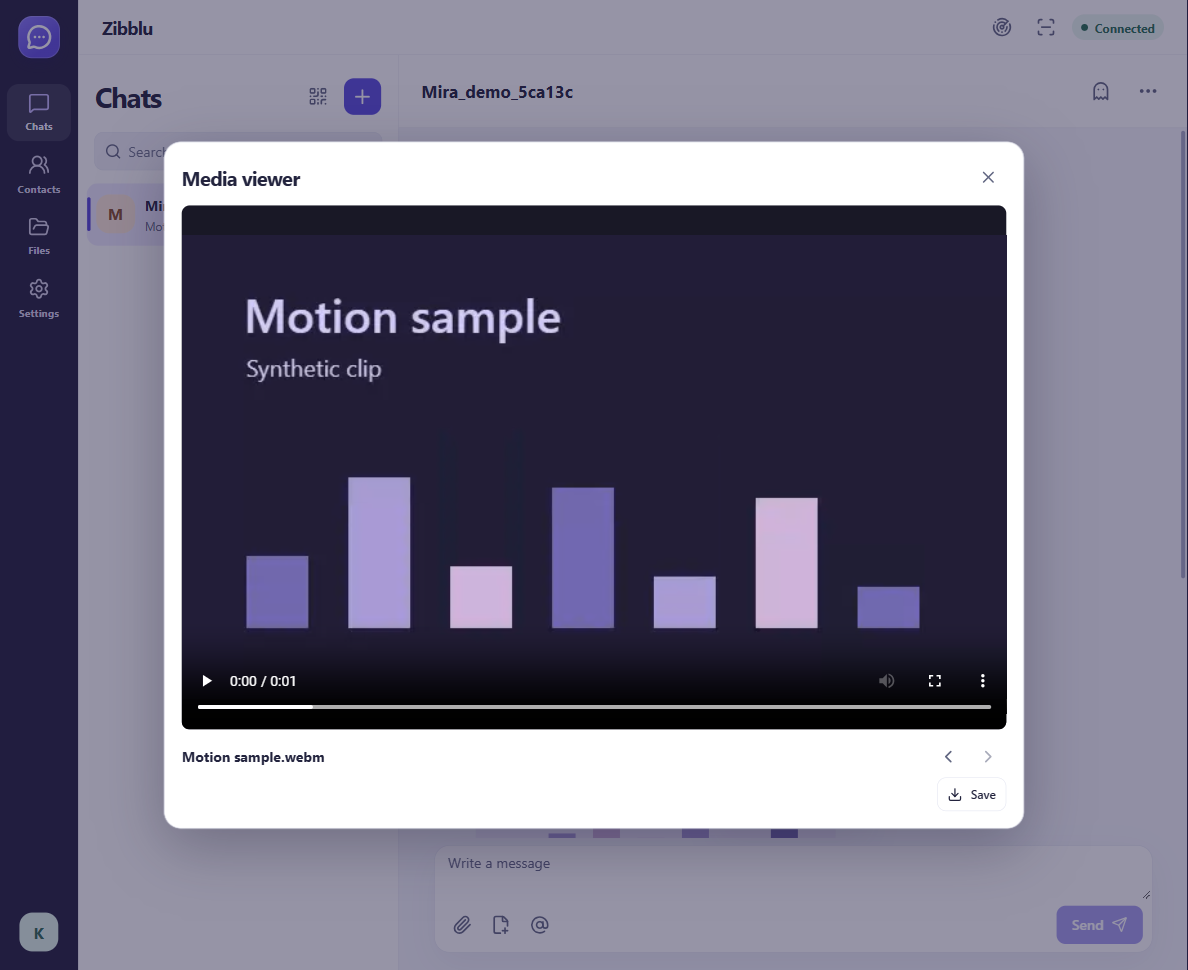 Zibblu
Connected
Chats
Contacts
Files
Settings
K
Chats
Mira_demo_5ca13c
M
Media viewer
Motion sample
Synthetic clip
0:00 / 0:01
Motion sample.webm
Save
Write a message
Send